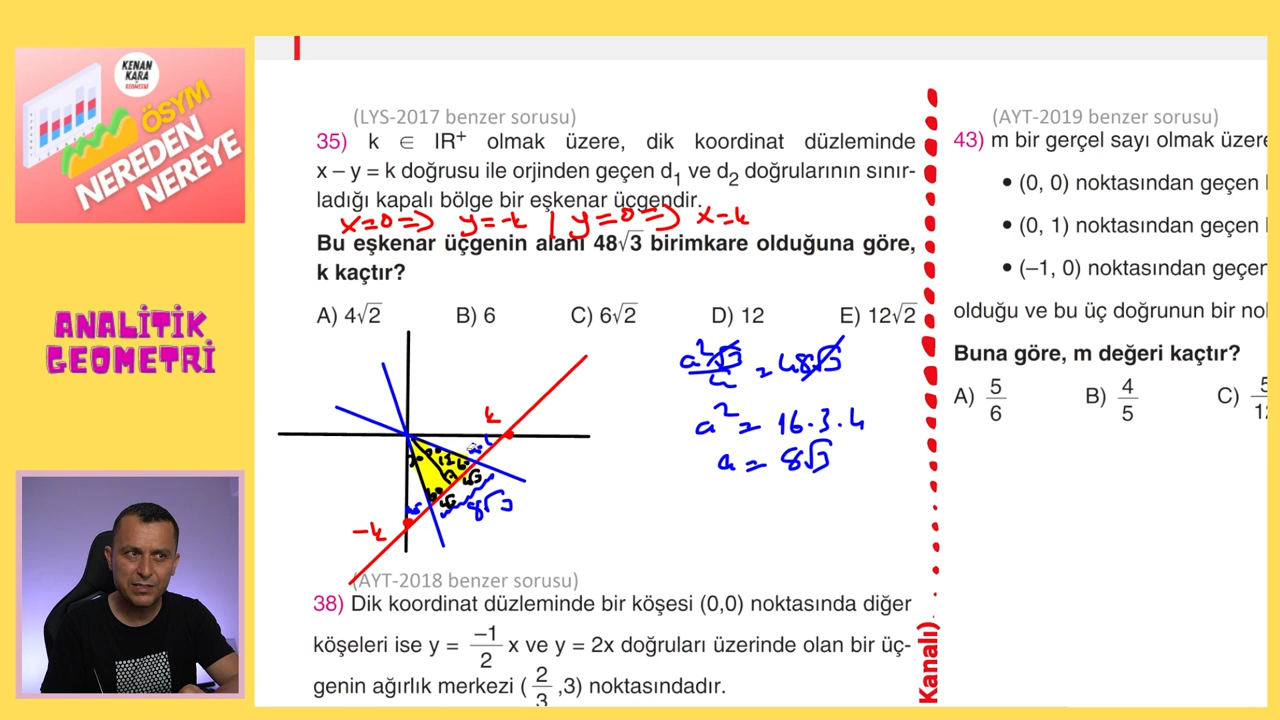 KENAN
KARA
GEOMETRİ
ÖSYM
NEREDEN
NEREYE
ANALİTİK
GEOMETRİ
(LYS-2017 benzer sorusu)
35) k ∈ IR⁺ olmak üzere, dik koordinat düzleminde
x – y = k doğrusu ile orjinden geçen d₁ ve d₂ doğrularının sınır-
ladığı kapalı bölge bir eşkenar üçgendir.
x=0 => y=-k | y=0 => x=k
Bu eşkenar üçgenin alanı 48√3 birimkare olduğuna göre,
k kaçtır?
A) 4√2 B) 6 C) 6√2 D) 12 E) 12√2
a²√3/4 = 48√3
a² = 16.3.4
a = 8√3
k
-k
8√3
(AYT-2018 benzer sorusu)
38) Dik koordinat düzleminde bir köşesi (0,0) noktasında diğer
köşeleri ise y = –1/2 x ve y = 2x doğruları üzerinde olan bir üç-
genin ağırlık merkezi (2/3 ,3) noktasındadır.
Kanalı)
(AYT-2019 benzer sorusu)
43) m bir gerçel sayı olmak üzere
• (0, 0) noktasından geçen
• (0, 1) noktasından geçen
• (–1, 0) noktasından geçen
olduğu ve bu üç doğrunun bir
Buna göre, m değeri kaçtır?
A) 5/6 B) 4/5 C)